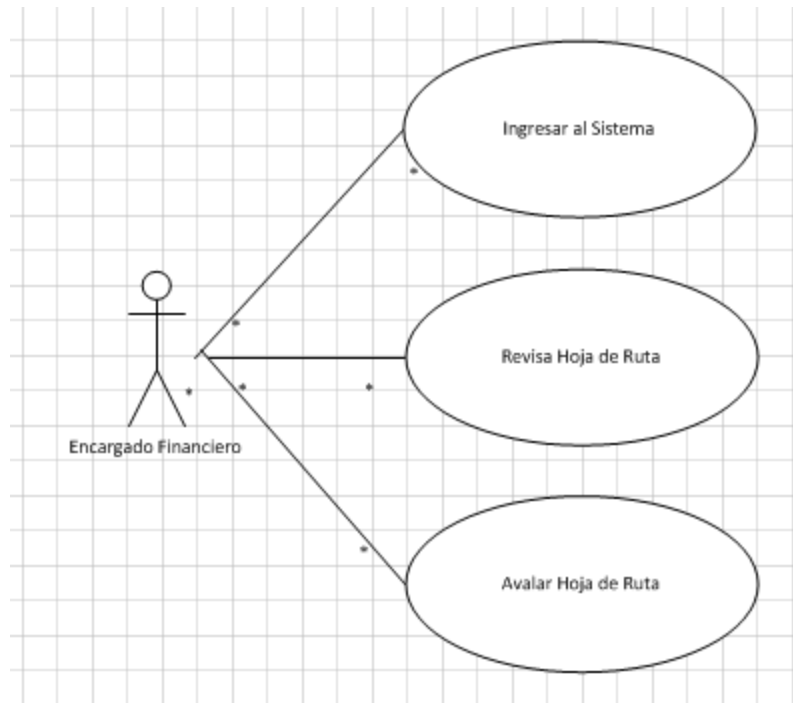 Ingresar al Sistema
*
*
Revisa Hoja de Ruta
*
*
*
Encargado Financiero
*
Avalar Hoja de Ruta